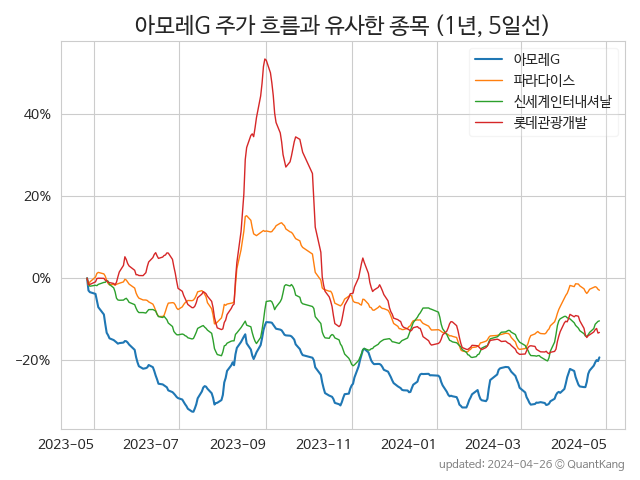 아모레G 주가 흐름과 유사한 종목 (1년, 5일선)
아모레G
파라다이스
신세계인터내셔날
롯데관광개발
40%
20%
0%
−20%
2023-05 2023-07 2023-09 2023-11 2024-01 2024-03 2024-05
updated: 2024-04-26 © QuantKang